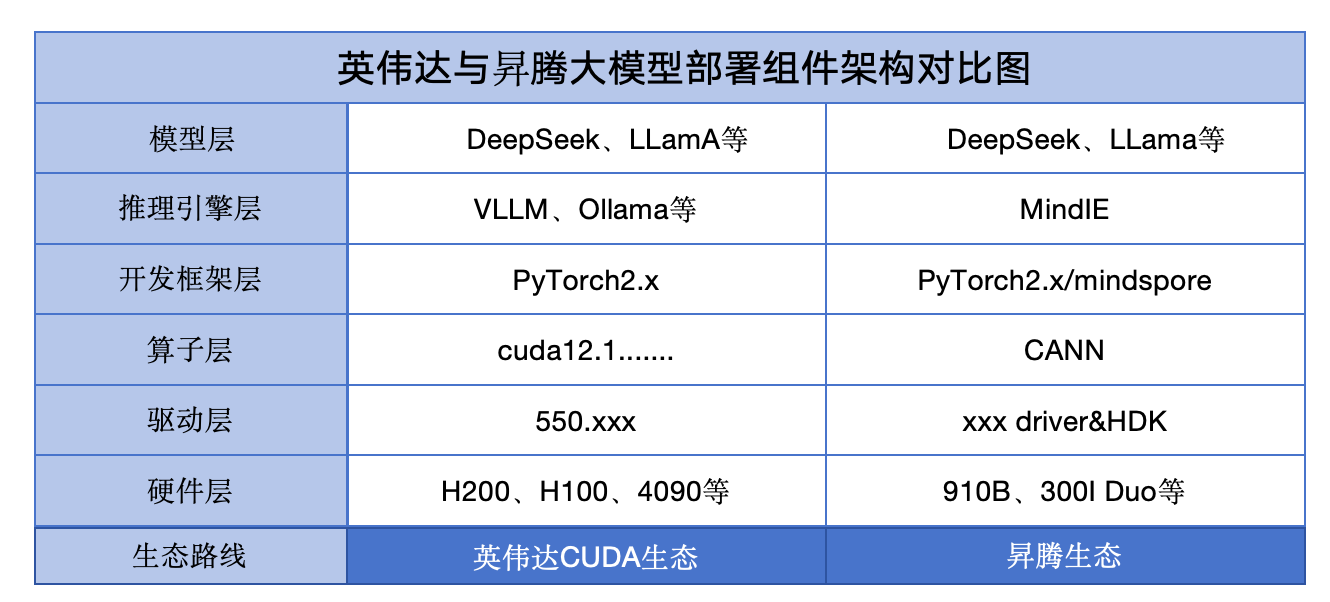 英伟达与昇腾大模型部署组件架构对比图
模型层 DeepSeek、LLamA等 DeepSeek、LLama等
推理引擎层 VLLM、Ollama等 MindIE
开发框架层 PyTorch2.x PyTorch2.x/mindspore
算子层 cuda12.1....... CANN
驱动层 550.xxx xxx driver&HDK
硬件层 H200、H100、4090等 910B、300I Duo等
生态路线 英伟达CUDA生态 昇腾生态